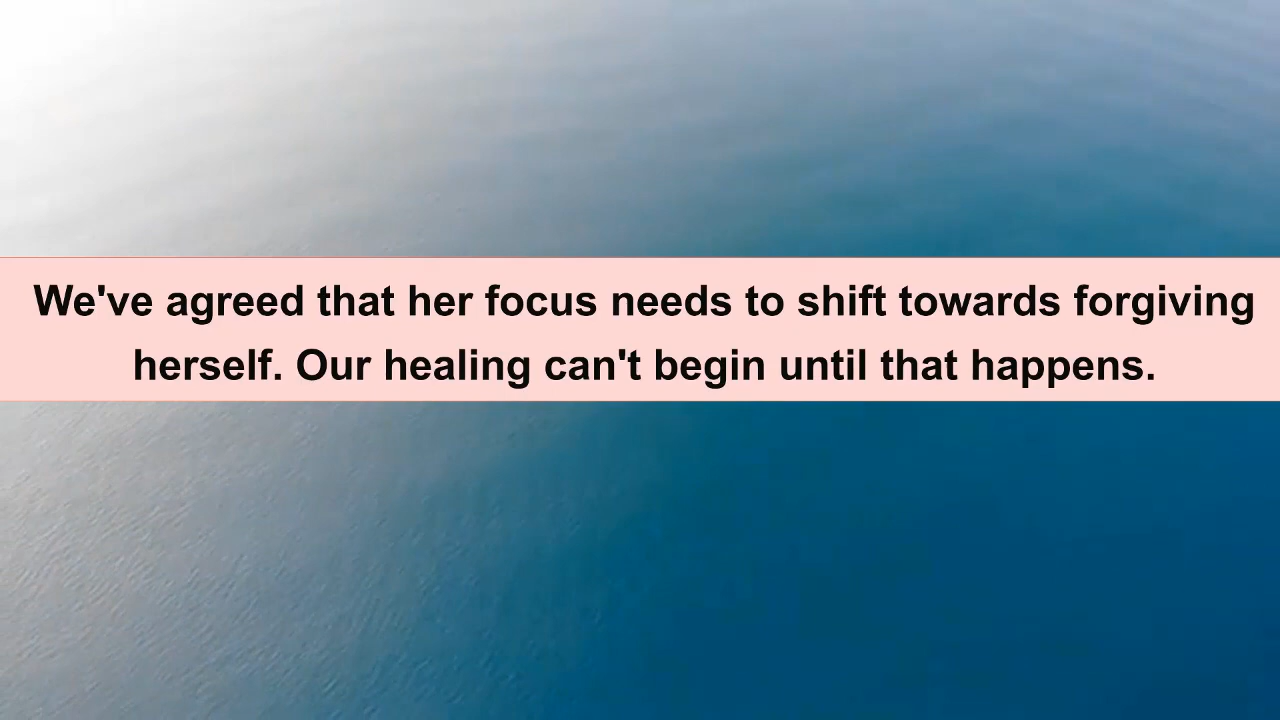 We've agreed that her focus needs to shift towards forgiving
herself. Our healing can't begin until that happens.